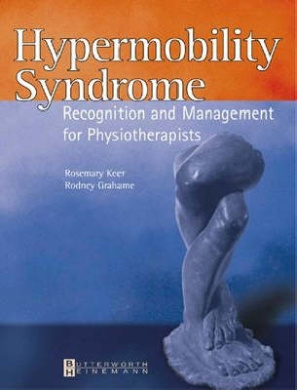 Hypermobility
Syndrome
Recognition and Management
for Physiotherapists
Rosemary Keer
Rodney Grahame
B H
BUTTERWORTH
HEINEMANN